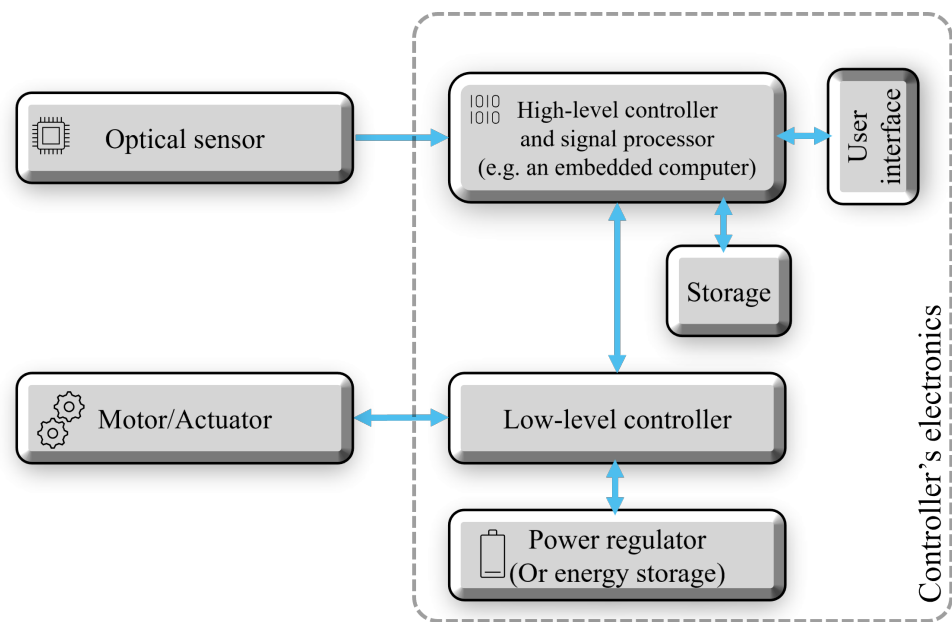 Optical sensor
1010
1010
High-level controller
and signal processor
(e.g. an embedded computer)
User
interface
Storage
Motor/Actuator
Low-level controller
Power regulator
(Or energy storage)
Controller’s electronics